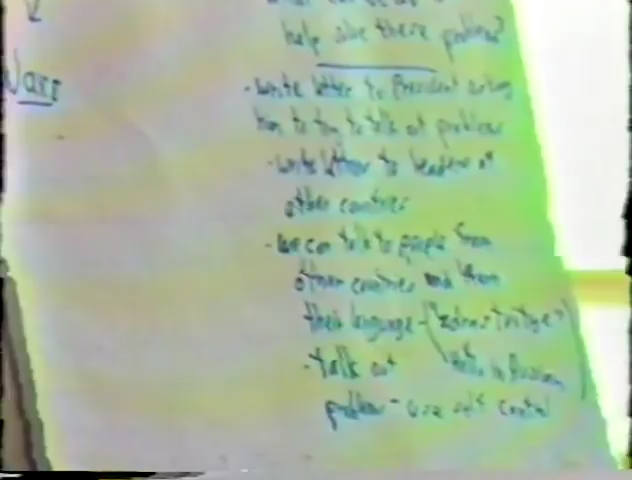 help solve these problems?
Wars
- write letter to President asking
him to try to talk out problems
- write letter to leaders of
other countries
- we can talk to people from
other countries and learn
their language - (
- talk out hello in Russian
problems - use self control